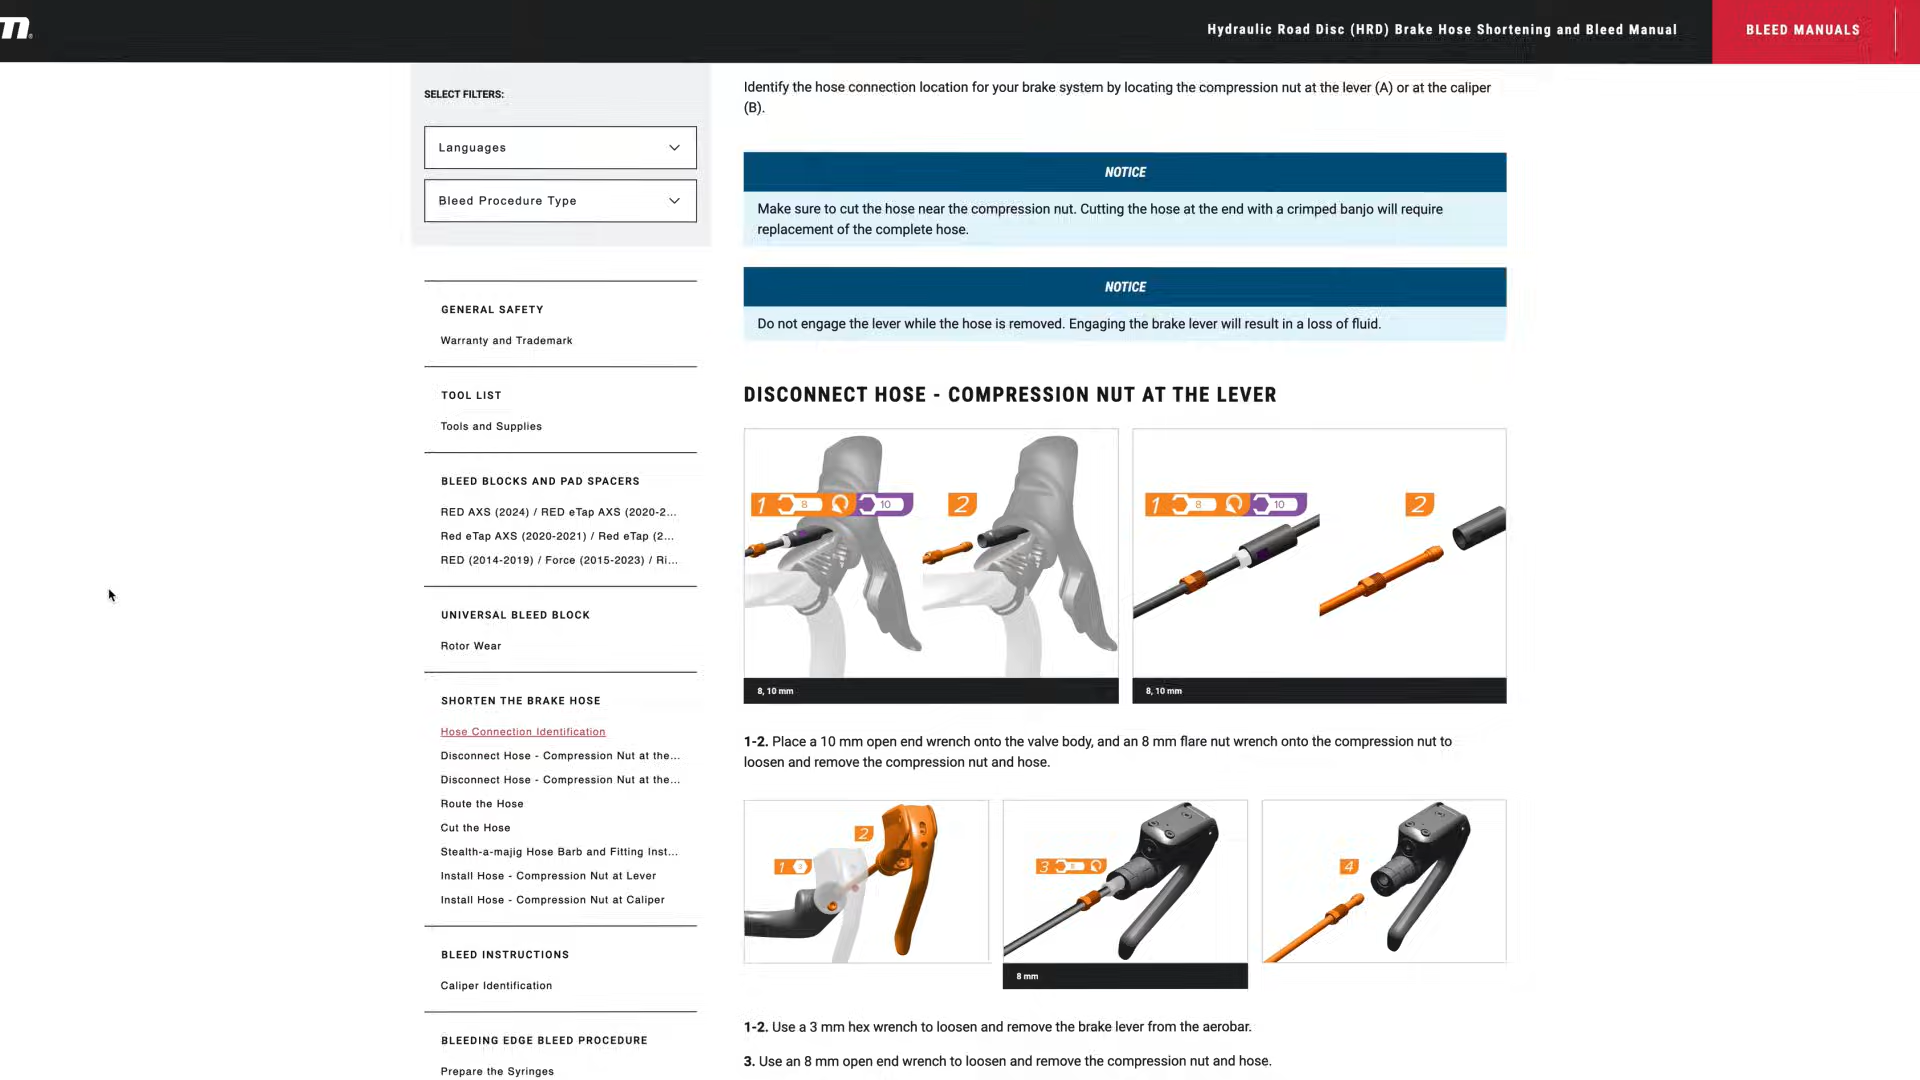 Hydraulic Road Disc (HRD) Brake Hose Shortening and Bleed Manual
BLEED MANUALS
SELECT FILTERS:
Languages
Bleed Procedure Type
GENERAL SAFETY
Warranty and Trademark
TOOL LIST
Tools and Supplies
BLEED BLOCKS AND PAD SPACERS
RED AXS (2024) / RED eTap AXS (2020-2...
Red eTap AXS (2020-2021) / Red eTap (2...
RED (2014-2019) / Force (2015-2023) / Ri...
UNIVERSAL BLEED BLOCK
Rotor Wear
SHORTEN THE BRAKE HOSE
Hose Connection Identification
Disconnect Hose - Compression Nut at the...
Disconnect Hose - Compression Nut at the...
Route the Hose
Cut the Hose
Stealth-a-majig Hose Barb and Fitting Inst...
Install Hose - Compression Nut at Lever
Install Hose - Compression Nut at Caliper
BLEED INSTRUCTIONS
Caliper Identification
BLEEDING EDGE BLEED PROCEDURE
Prepare the Syringes
Identify the hose connection location for your brake system by locating the compression nut at the lever (A) or at the caliper
(B).
NOTICE
Make sure to cut the hose near the compression nut. Cutting the hose at the end with a crimped banjo will require
replacement of the complete hose.
NOTICE
Do not engage the lever while the hose is removed. Engaging the brake lever will result in a loss of fluid.
DISCONNECT HOSE - COMPRESSION NUT AT THE LEVER
1 8 10 2
1 8 10 2
8, 10 mm
8, 10 mm
1-2. Place a 10 mm open end wrench onto the valve body, and an 8 mm flare nut wrench onto the compression nut to
loosen and remove the compression nut and hose.
1 3 2
3 8
4
8 mm
1-2. Use a 3 mm hex wrench to loosen and remove the brake lever from the aerobar.
3. Use an 8 mm open end wrench to loosen and remove the compression nut and hose.